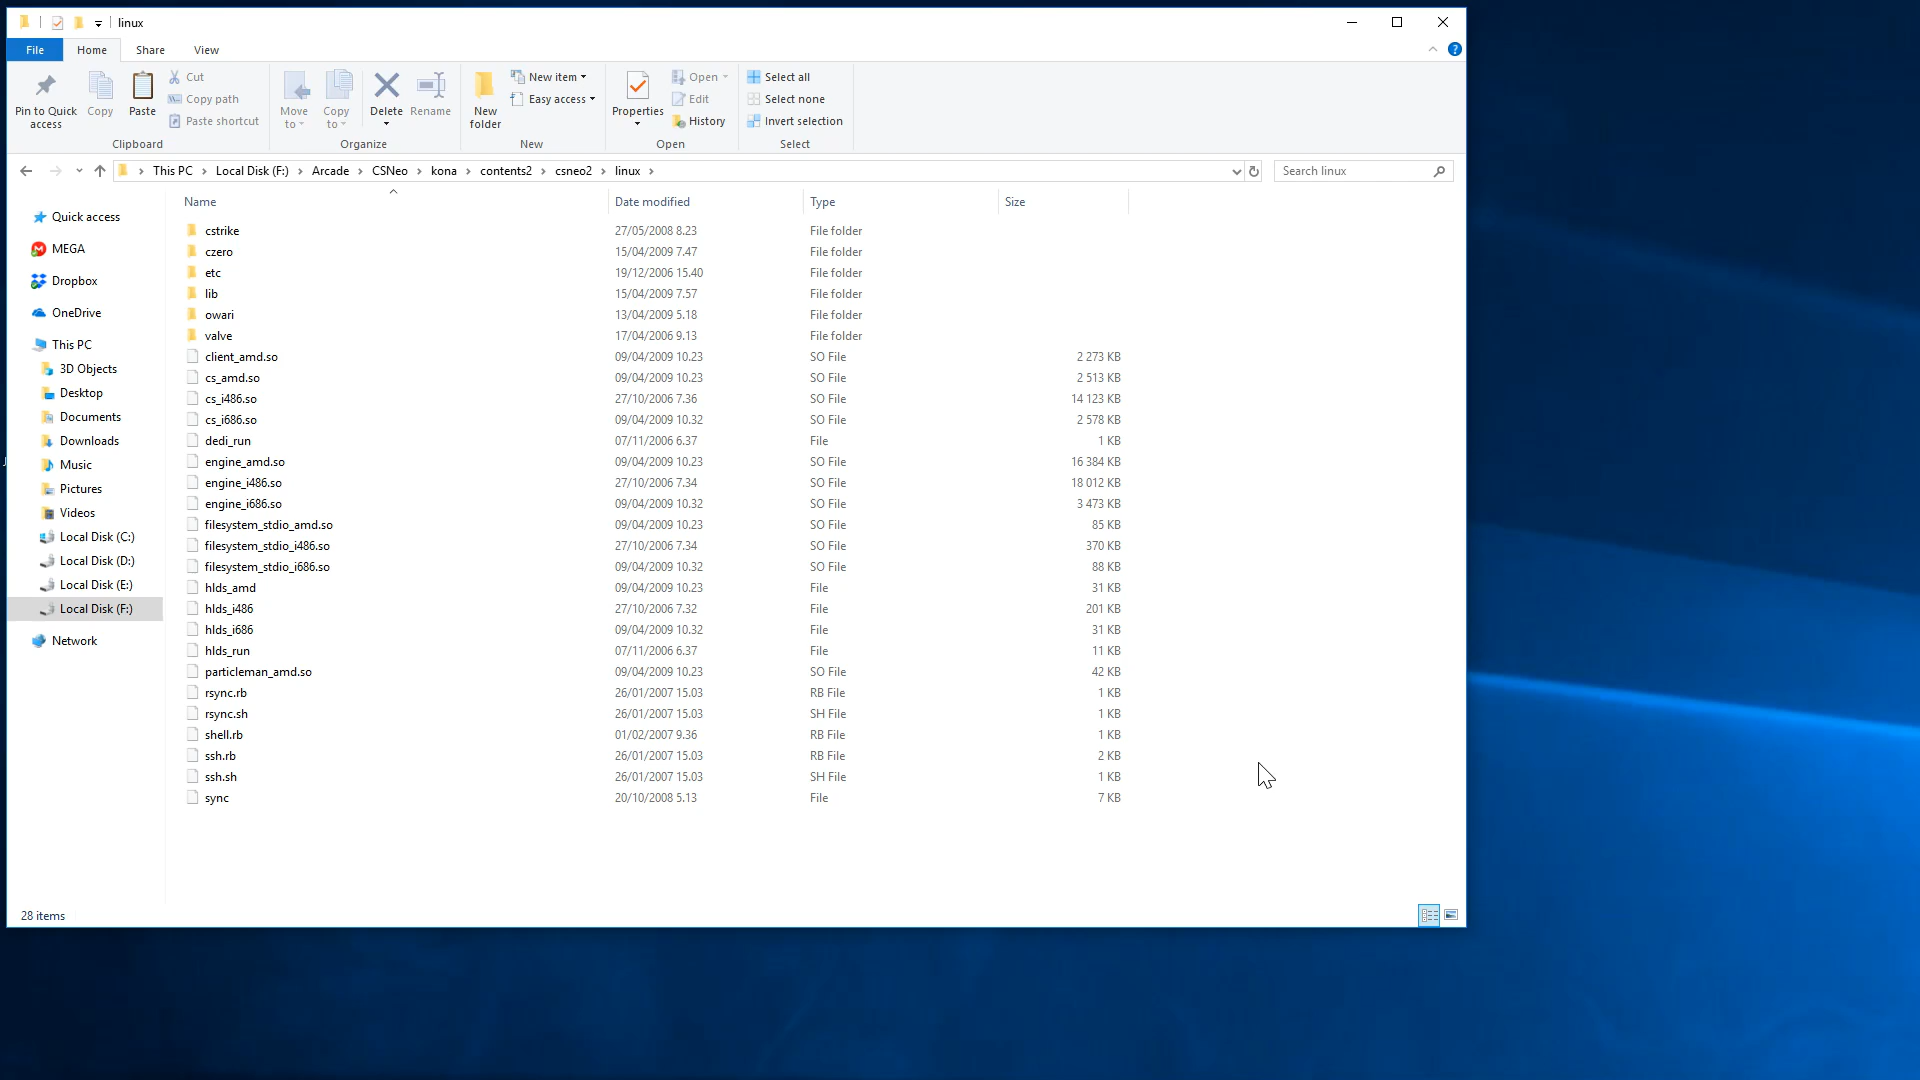 linux
File Home Share View
Pin to Quick access
Copy
Paste
Cut
Copy path
Paste shortcut
Clipboard
Move to
Copy to
Delete
Rename
Organize
New folder
New item
Easy access
New
Properties
Open
Edit
History
Open
Select all
Select none
Invert selection
Select
This PC > Local Disk (F:) > Arcade > CSNeo > kona > contents2 > csneo2 > linux >
Search linux
Quick access
MEGA
Dropbox
OneDrive
This PC
3D Objects
Desktop
Documents
Downloads
Music
Pictures
Videos
Local Disk (C:)
Local Disk (D:)
Local Disk (E:)
Local Disk (F:)
Network
Name Date modified Type Size
cstrike 27/05/2008 8.23 File folder
czero 15/04/2009 7.47 File folder
etc 19/12/2006 15.40 File folder
lib 15/04/2009 7.57 File folder
owari 13/04/2009 5.18 File folder
valve 17/04/2006 9.13 File folder
client_amd.so 09/04/2009 10.23 SO File 2 273 KB
cs_amd.so 09/04/2009 10.23 SO File 2 513 KB
cs_i486.so 27/10/2006 7.36 SO File 14 123 KB
cs_i686.so 09/04/2009 10.32 SO File 2 578 KB
dedi_run 07/11/2006 6.37 File 1 KB
engine_amd.so 09/04/2009 10.23 SO File 16 384 KB
engine_i486.so 27/10/2006 7.34 SO File 18 012 KB
engine_i686.so 09/04/2009 10.32 SO File 3 473 KB
filesystem_stdio_amd.so 09/04/2009 10.23 SO File 85 KB
filesystem_stdio_i486.so 27/10/2006 7.34 SO File 370 KB
filesystem_stdio_i686.so 09/04/2009 10.32 SO File 88 KB
hlds_amd 09/04/2009 10.23 File 31 KB
hlds_i486 27/10/2006 7.32 File 201 KB
hlds_i686 09/04/2009 10.32 File 31 KB
hlds_run 07/11/2006 6.37 File 11 KB
particleman_amd.so 09/04/2009 10.23 SO File 42 KB
rsync.rb 26/01/2007 15.03 RB File 1 KB
rsync.sh 26/01/2007 15.03 SH File 1 KB
shell.rb 01/02/2007 9.36 RB File 1 KB
ssh.rb 26/01/2007 15.03 RB File 2 KB
ssh.sh 26/01/2007 15.03 SH File 1 KB
sync 20/10/2008 5.13 File 7 KB
28 items